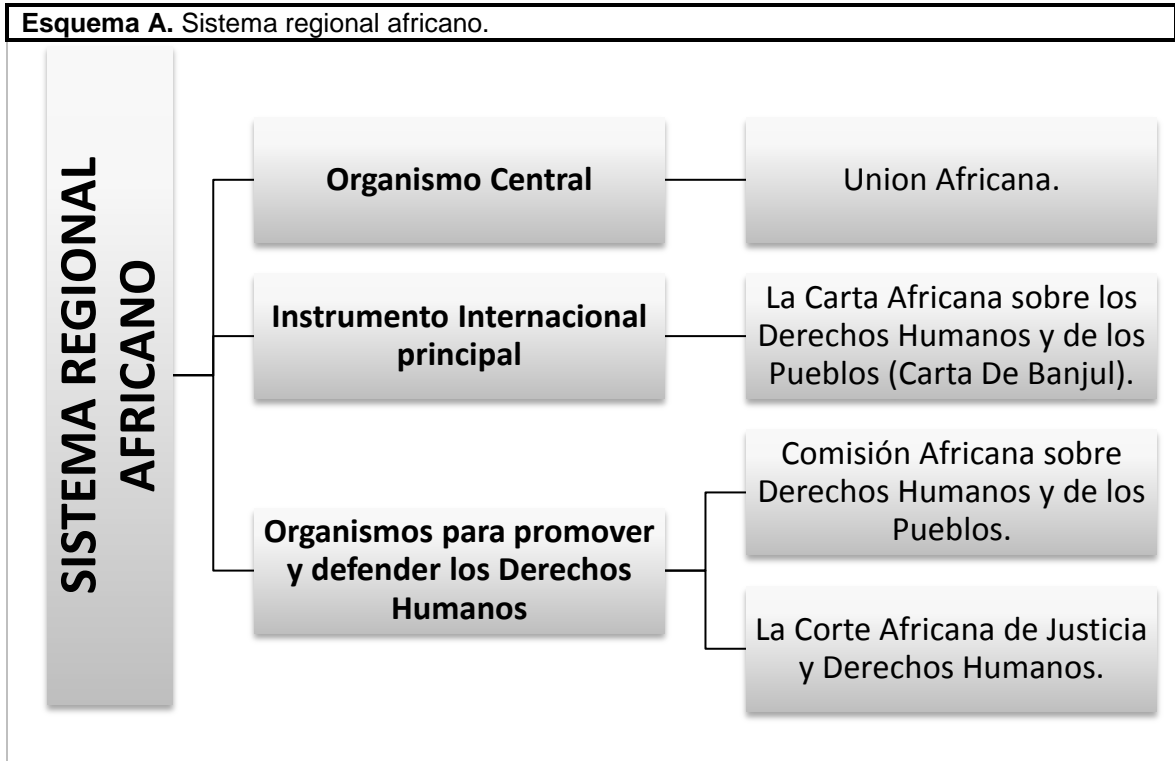 Esquema A. Sistema regional africano.
SISTEMA REGIONAL
AFRICANO
Organismo Central
Union Africana.
Instrumento Internacional
principal
La Carta Africana sobre los
Derechos Humanos y de los
Pueblos (Carta De Banjul).
Organismos para promover
y defender los Derechos
Humanos
Comisión Africana sobre
Derechos Humanos y de los
Pueblos.
La Corte Africana de Justicia
y Derechos Humanos.